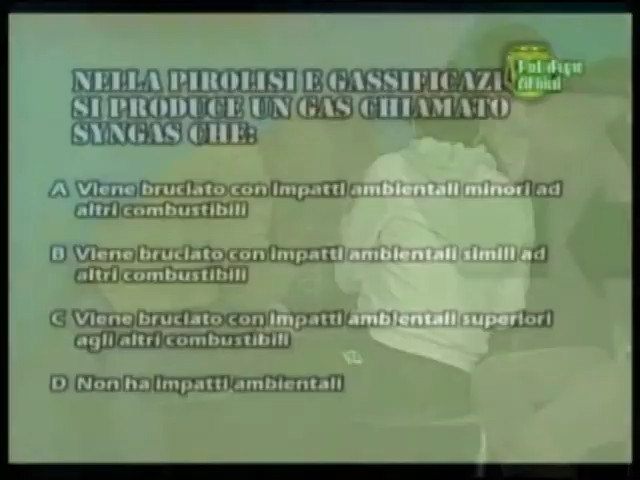 NELLA PIROLISI E GASSIFICAZI
SI PRODUCE UN GAS CHIAMATO
SYNGAS CHE:
A Viene bruciato con impatti ambientali minori ad
altri combustibili
B Viene bruciato con impatti ambientali simili ad
altri combustibili
C Viene bruciato con impatti ambientali superiori
agli altri combustibili
D Non ha impatti ambientali